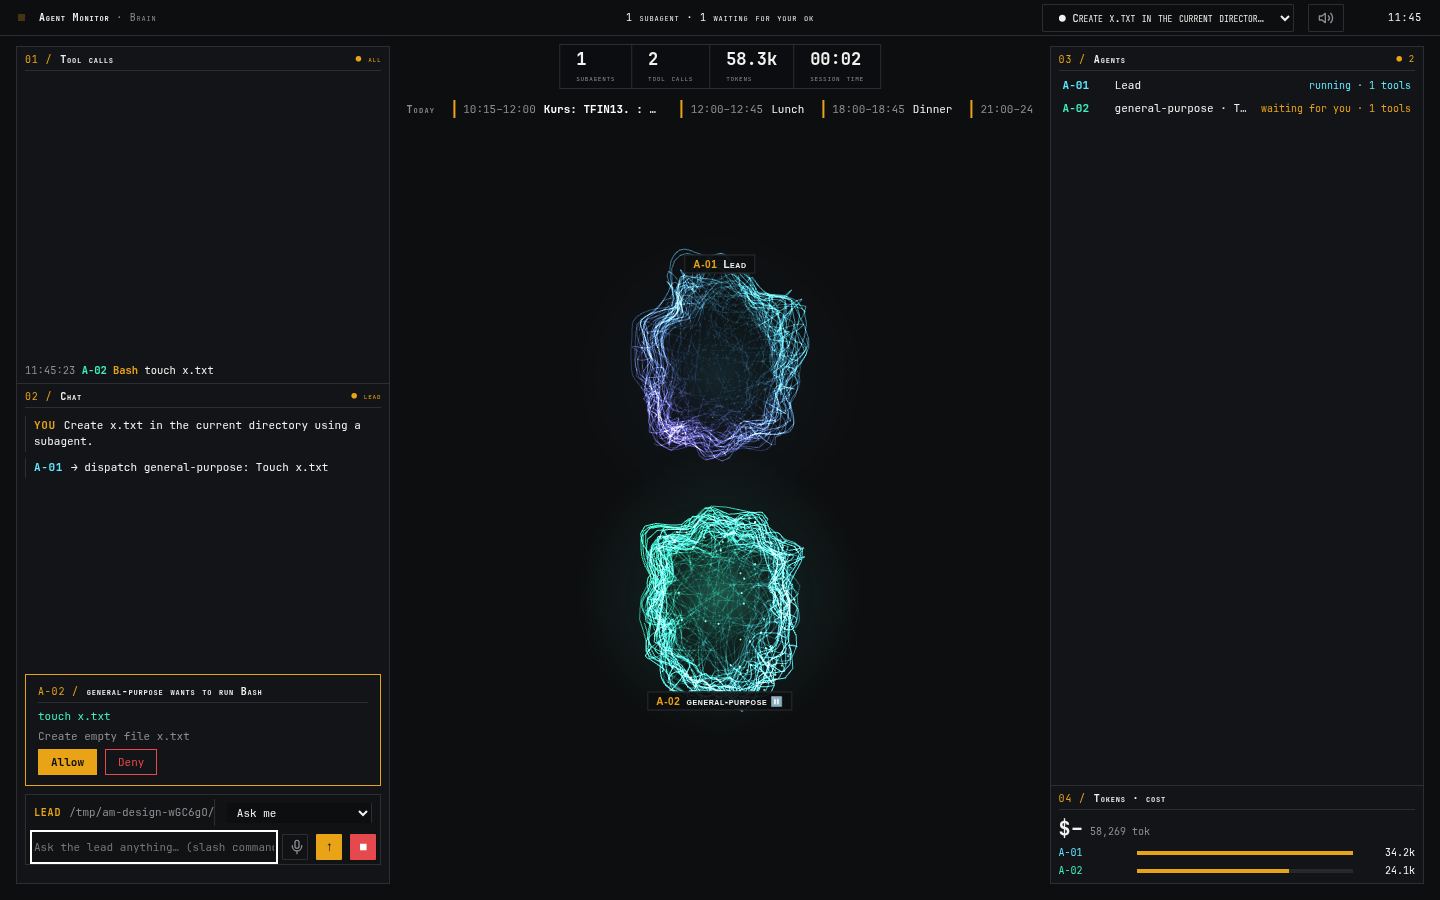 Agent Monitor · Brain
1 subagent · 1 waiting for your ok
Create x.txt in the current director…
11:45
01 / Tool calls
all
11:45:23 A-02 Bash touch x.txt
02 / Chat
lead
YOU Create x.txt in the current directory using a
subagent.
A-01 → dispatch general-purpose: Touch x.txt
A-02 / general-purpose wants to run Bash
touch x.txt
Create empty file x.txt
Allow
Deny
LEAD /tmp/am-design-wGC6gO/
Ask me
Ask the lead anything… (slash comman
↑
1
subagents
2
tool calls
58.3k
tokens
00:02
session time
Today
10:15–12:00 Kurs: TFIN13. : …
12:00–12:45 Lunch
18:00–18:45 Dinner
21:00–24
A-01 Lead
A-02 general-purpose
03 / Agents
2
A-01 Lead running · 1 tools
A-02 general-purpose · T… waiting for you · 1 tools
04 / Tokens · cost
$– 58,269 tok
A-01 34.2k
A-02 24.1k